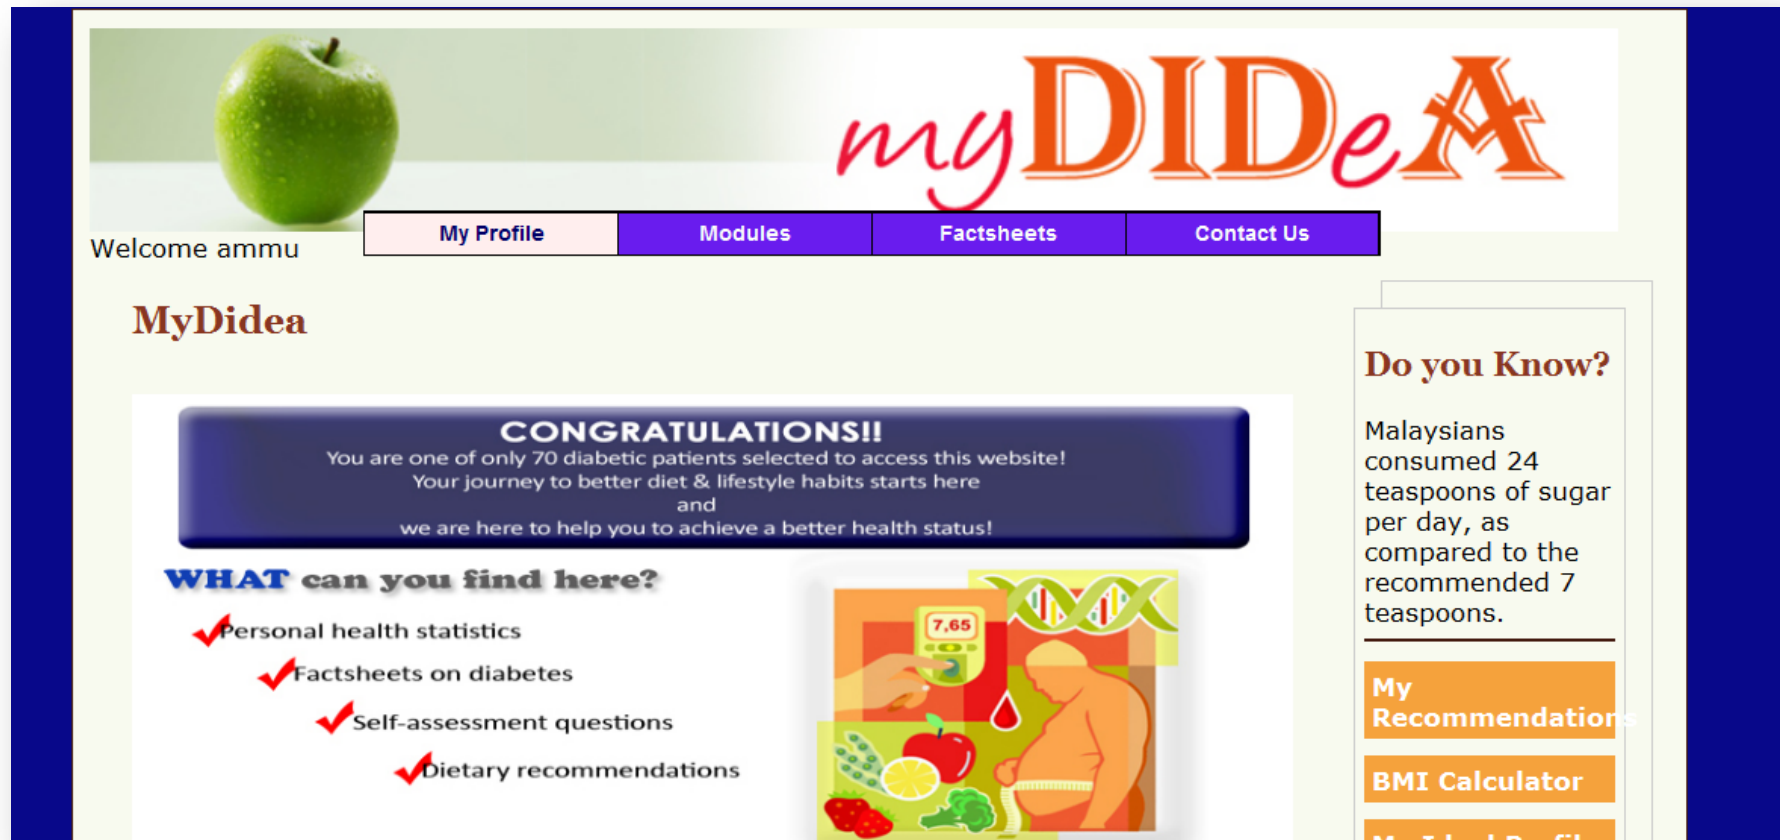 myDIDeA
My Profile
Modules
Factsheets
Contact Us
Welcome ammu
MyDidea
CONGRATULATIONS!!
You are one of only 70 diabetic patients selected to access this website!
Your journey to better diet & lifestyle habits starts here
and
we are here to help you to achieve a better health status!
WHAT can you find here?
Personal health statistics
Factsheets on diabetes
Self-assessment questions
Dietary recommendations
7,65
Do you Know?
Malaysians
consumed 24
teaspoons of sugar
per day, as
compared to the
recommended 7
teaspoons.
My
Recommendations
BMI Calculator
My Ideal Profile